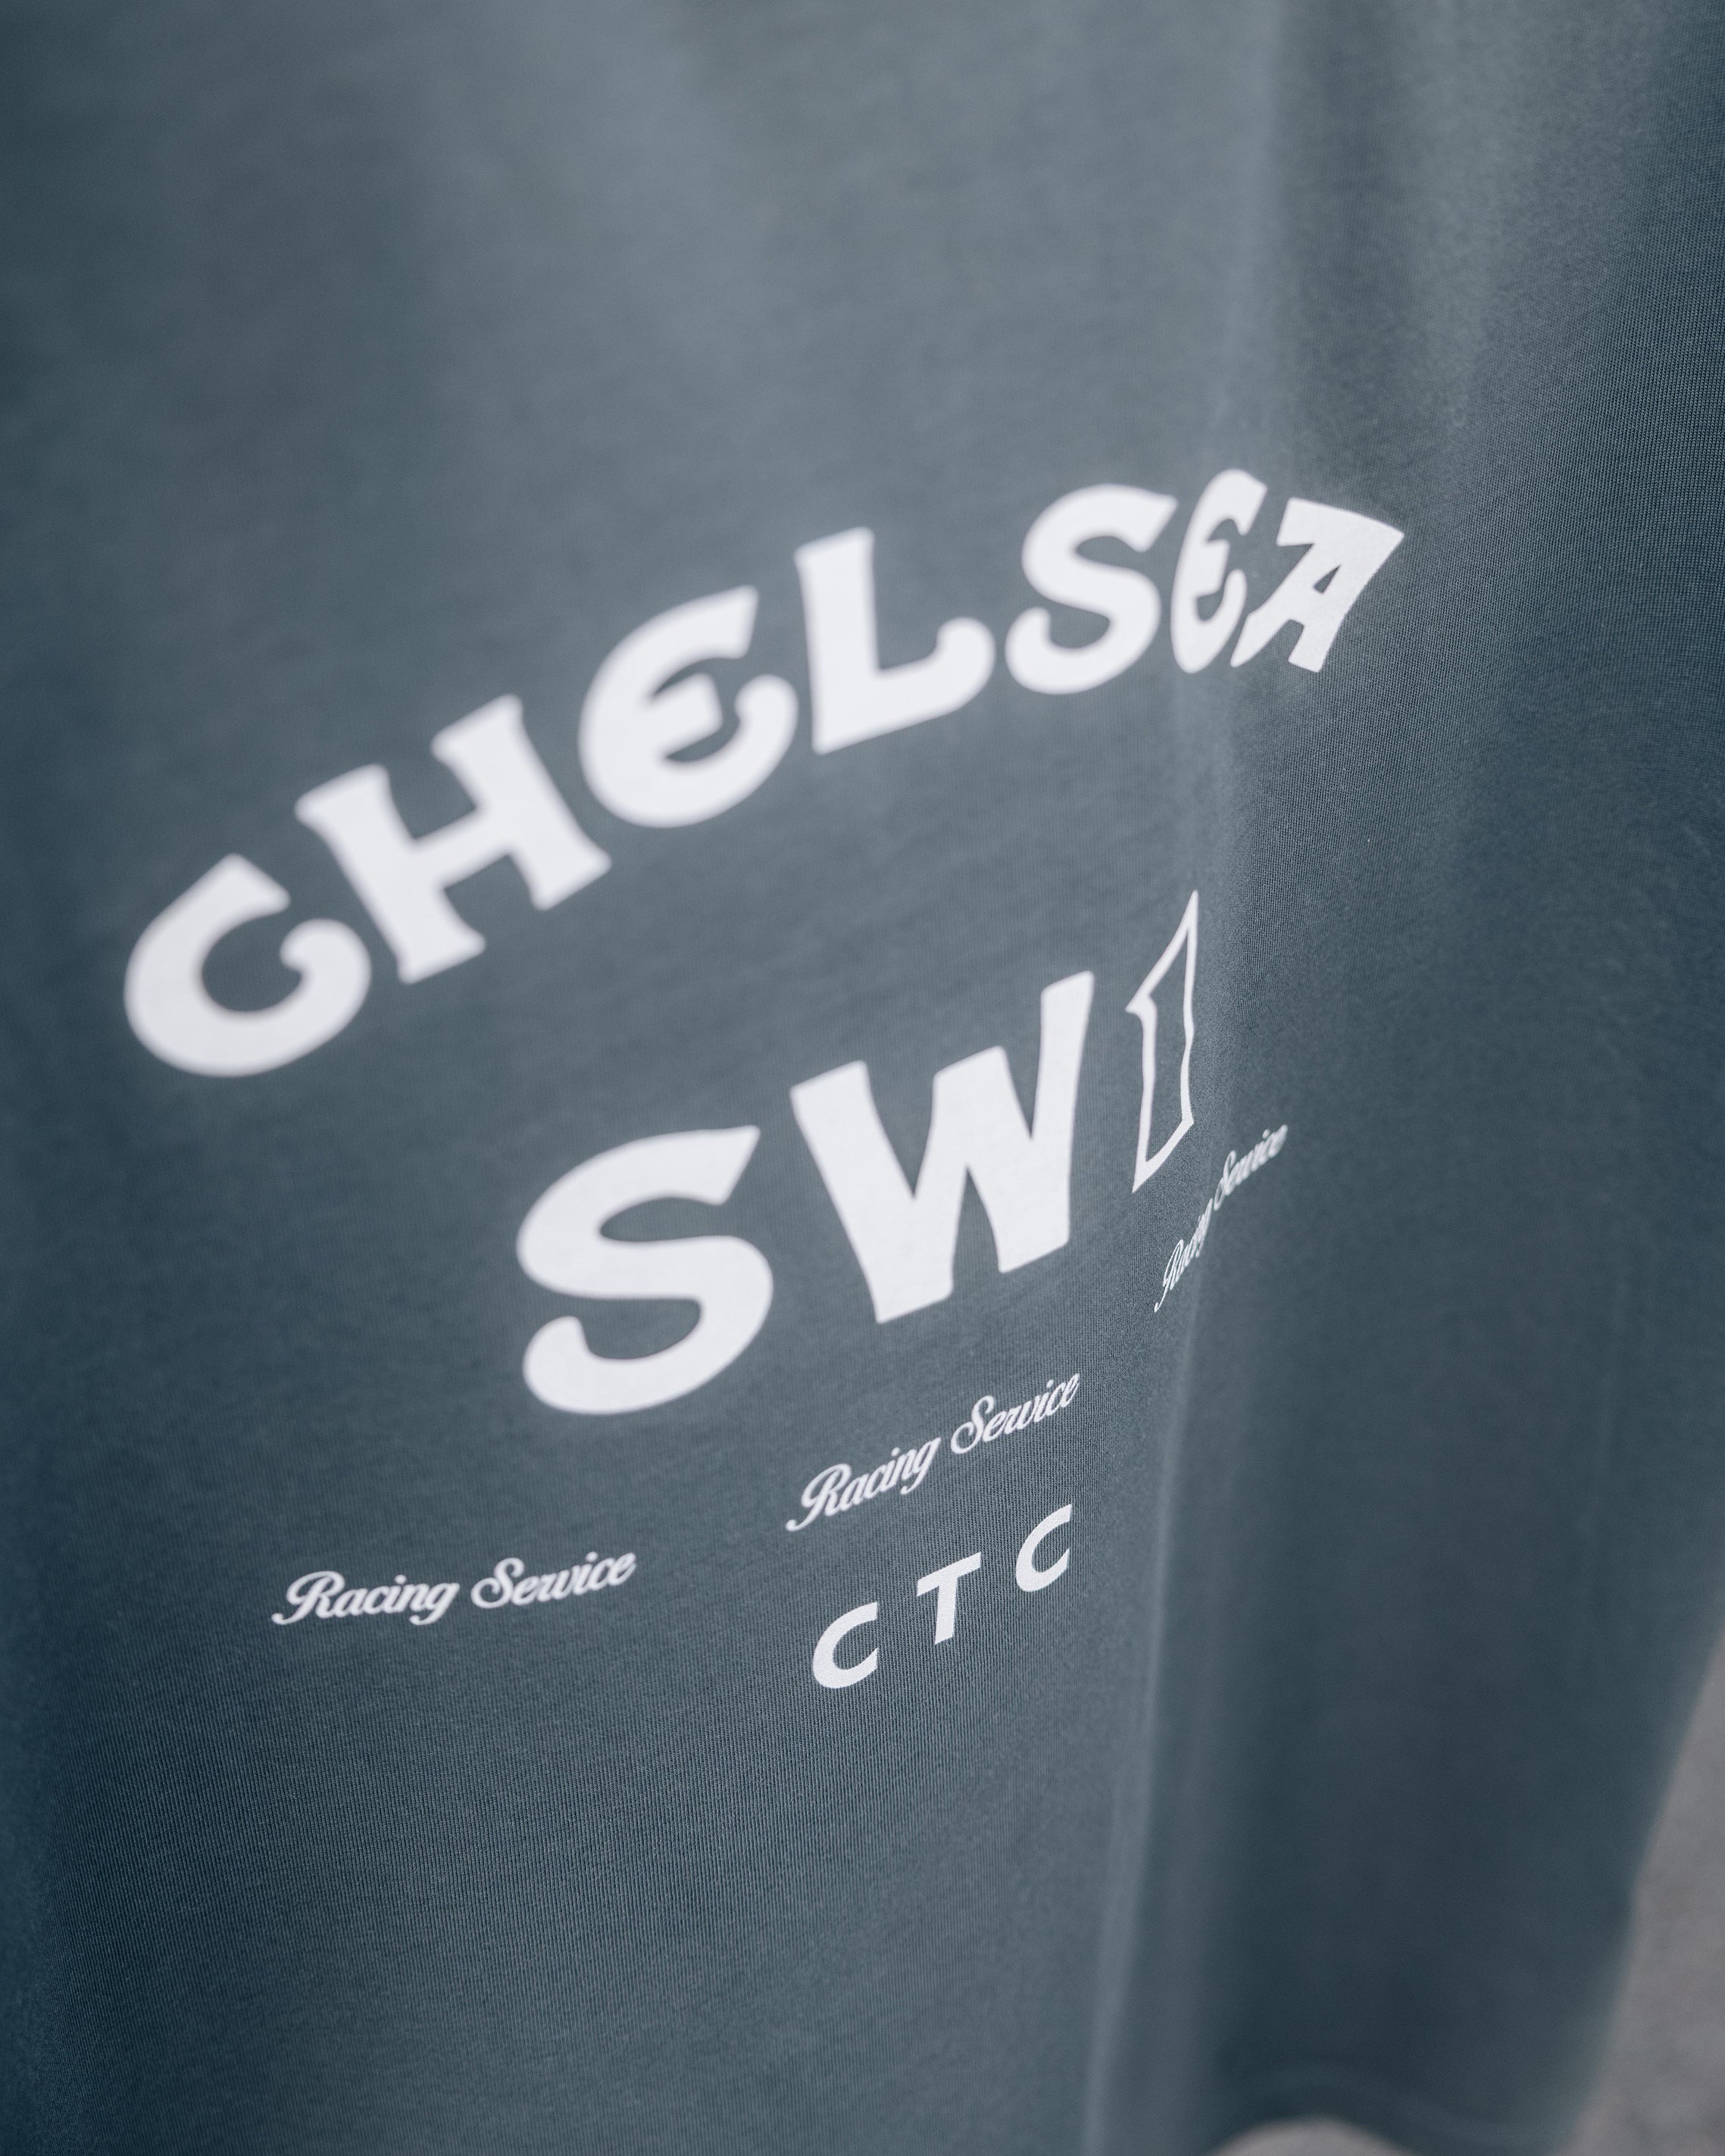 CHELSEA
SW1
Racing Service
Racing Service
Racing Service
CTC